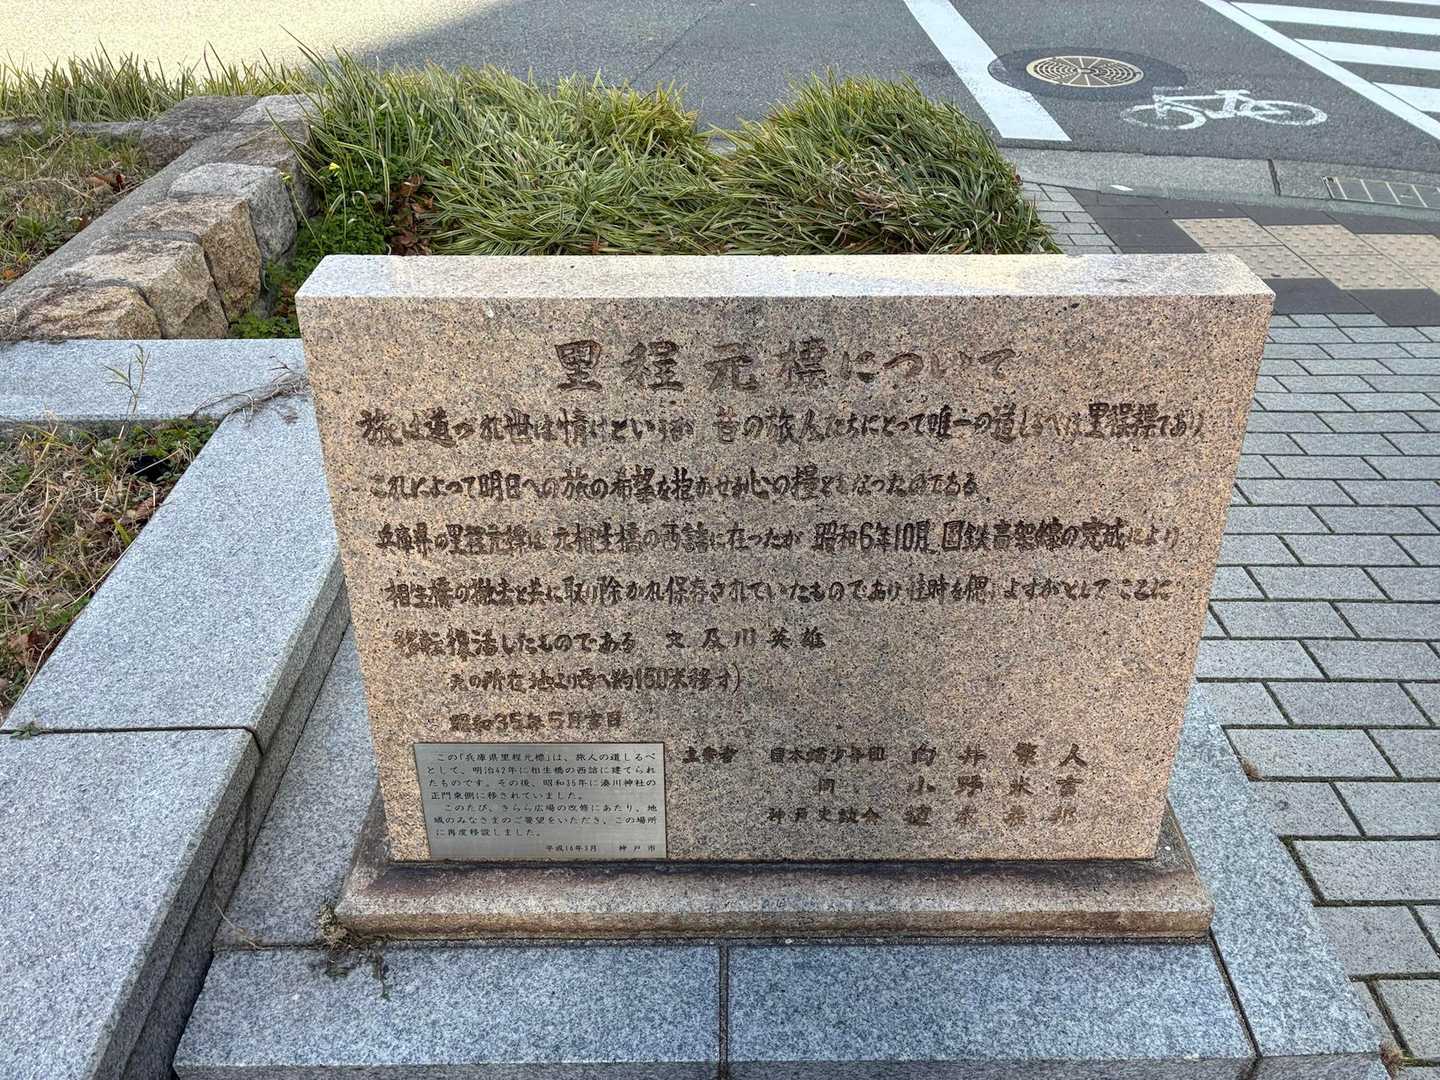 里程元標について
旅は道づれ世は情けというが 昔の旅人たちにとって唯一の道しるべは里程標であり
これによって明日への旅の希望を抱かせ心の糧ともなったのである
兵庫県の里程元標は 元相生橋の西詰に在ったが 昭和6年10月 国鉄高架線の完成により
相生橋の撤去と共に取り除かれ保存されていたものであり 往時を偲ぶよすがとして ここに
移転復活したものである 文 及川英雄
元の所在地より西へ約150米移す)
昭和35年5月吉日
主唱者 日本 少年団 向井 繁人
同 小野
神戸史談会
この「兵庫県里程元標」は、旅人の道しるべ
として、明治42年に相生橋の西詰に建てられ
たものです。その後、昭和35年に湊川神社の
正門東側に移されていました。
このたび、きらら広場の改修にあたり、地
域のみなさまのご要望をいただき、この場所
に再度移設しました。
平成16年3月 神戸市